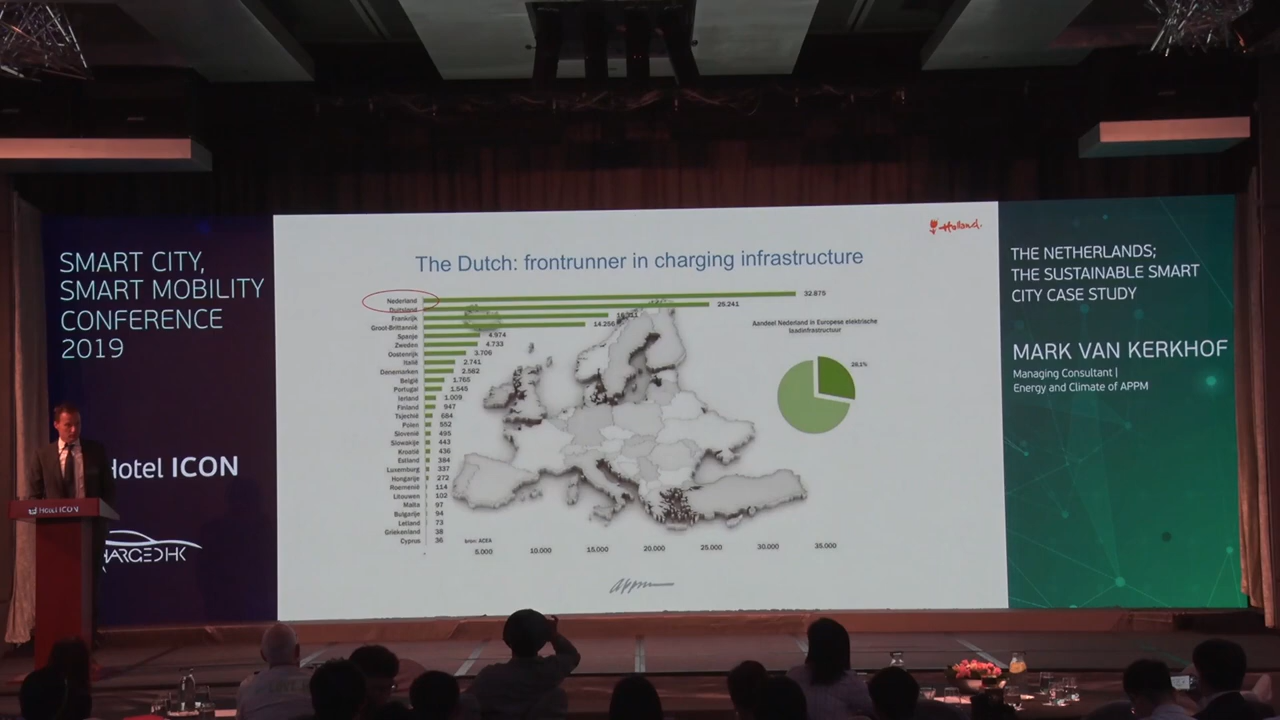 SMART CITY,
SMART MOBILITY
CONFERENCE
2019
Hotel ICON
Hotel ICON
HARGEDHK
Holland.
The Dutch: frontrunner in charging infrastructure
Nederland 32.875
Duitsland 25.241
Frankrijk 16.311
Groot-Brittannië 14.256
Spanje 4.974
Zweden 4.733
Oostenrijk 3.706
Italië 2.741
Denemarken 2.582
België 1.765
Portugal 1.545
Ierland 1.009
Finland 947
Tsjechië 684
Polen 552
Slovenië 495
Slowakije 443
Kroatië 436
Estland 384
Luxemburg 337
Hongarije 272
Roemenië 114
Litouwen 102
Malta 97
Bulgarije 94
Letland 73
Griekenland 38
Cyprus 36
bron: ACEA
5.000 10.000 15.000 20.000 25.000 30.000 35.000
Aandeel Nederland in Europese elektrische
laadinfrastructuur
28,1%
appm
THE NETHERLANDS;
THE SUSTAINABLE SMART
CITY CASE STUDY
MARK VAN KERKHOF
Managing Consultant |
Energy and Climate of APPM